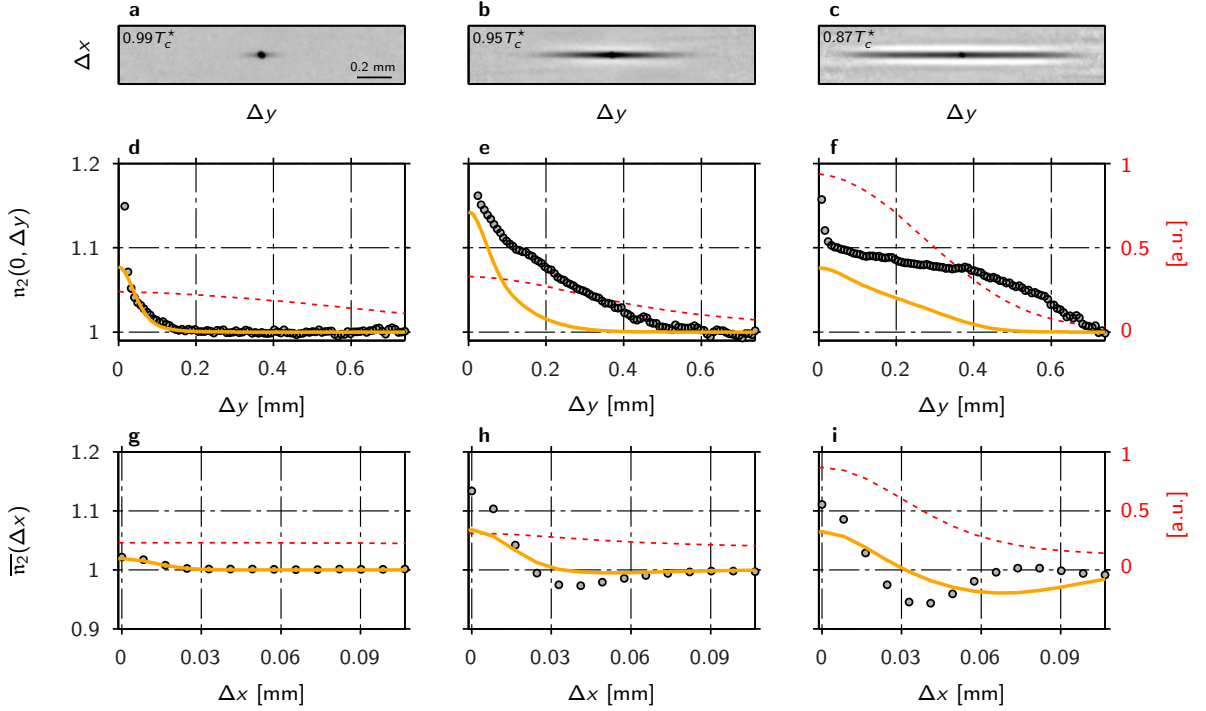 a b c
0.99T_c^⋆ 0.95T_c^⋆ 0.87T_c^⋆
0.2 mm
Δx
Δy Δy Δy
d e f
1.2 1
1.1 0.5
1 0
𝔫₂(0, Δy) [a.u.]
0 0.2 0.4 0.6 0 0.2 0.4 0.6 0 0.2 0.4 0.6
Δy [mm] Δy [mm] Δy [mm]
g h i
1.2 1
1.1 0.5
1 0
0.9
\overline{𝔫₂}(Δx) [a.u.]
0 0.03 0.06 0.09 0 0.03 0.06 0.09 0 0.03 0.06 0.09
Δx [mm] Δx [mm] Δx [mm]